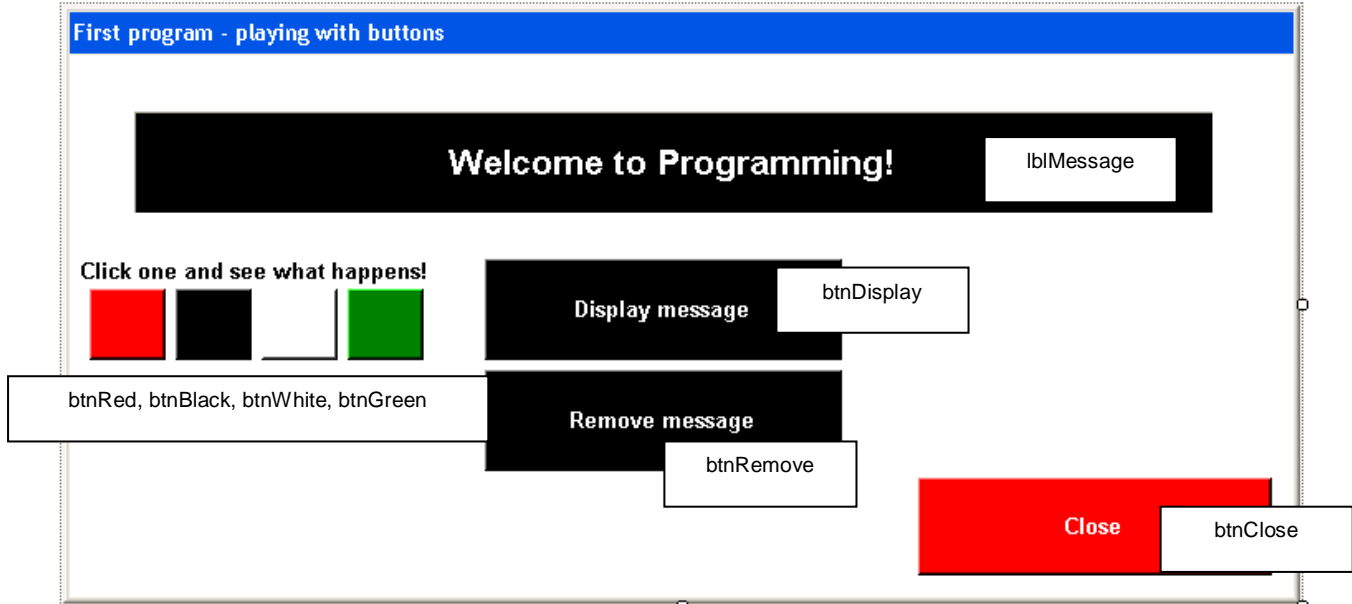 First program - playing with buttons
Welcome to Programming!
lblMessage
Click one and see what happens!
Display message
btnDisplay
btnRed, btnBlack, btnWhite, btnGreen
Remove message
btnRemove
Close
btnClose